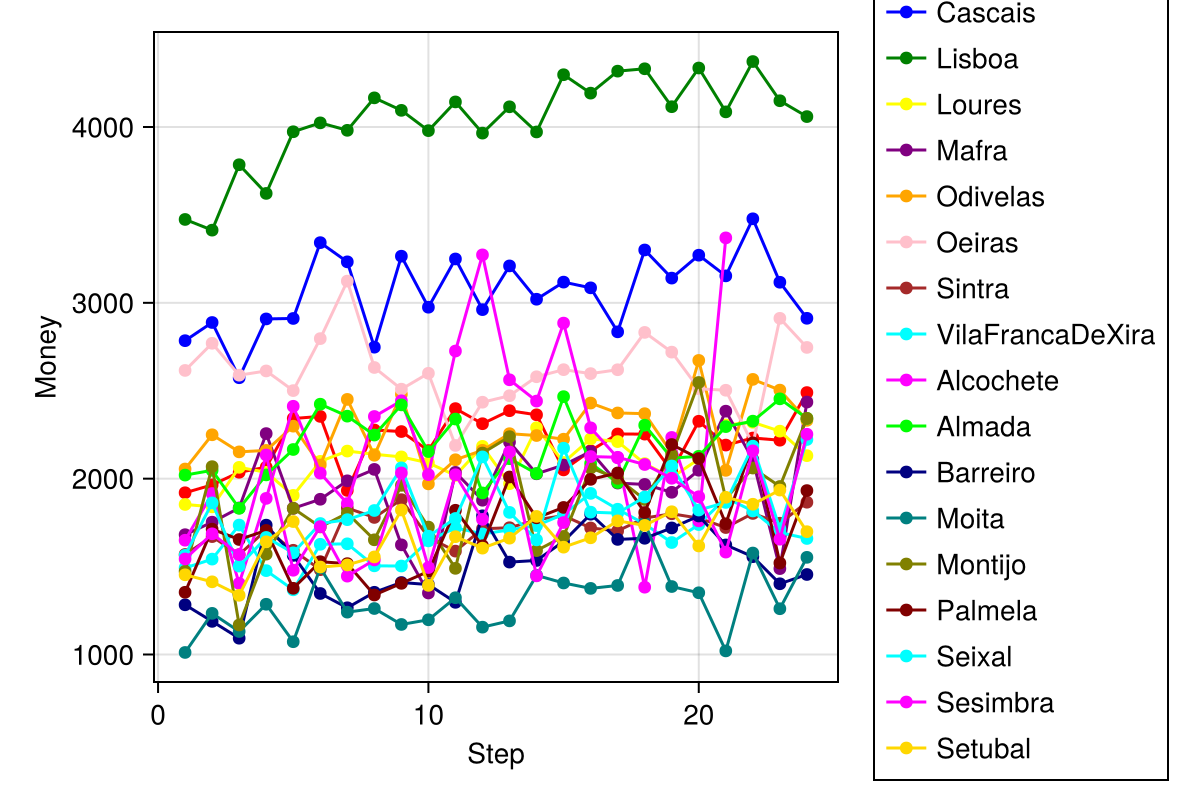 Cascais
Lisboa
Loures
Mafra
Odivelas
Oeiras
Sintra
VilaFrancaDeXira
Alcochete
Almada
Barreiro
Moita
Montijo
Palmela
Seixal
Sesimbra
Setubal
4000
3000
2000
1000
Money
0 10 20
Step